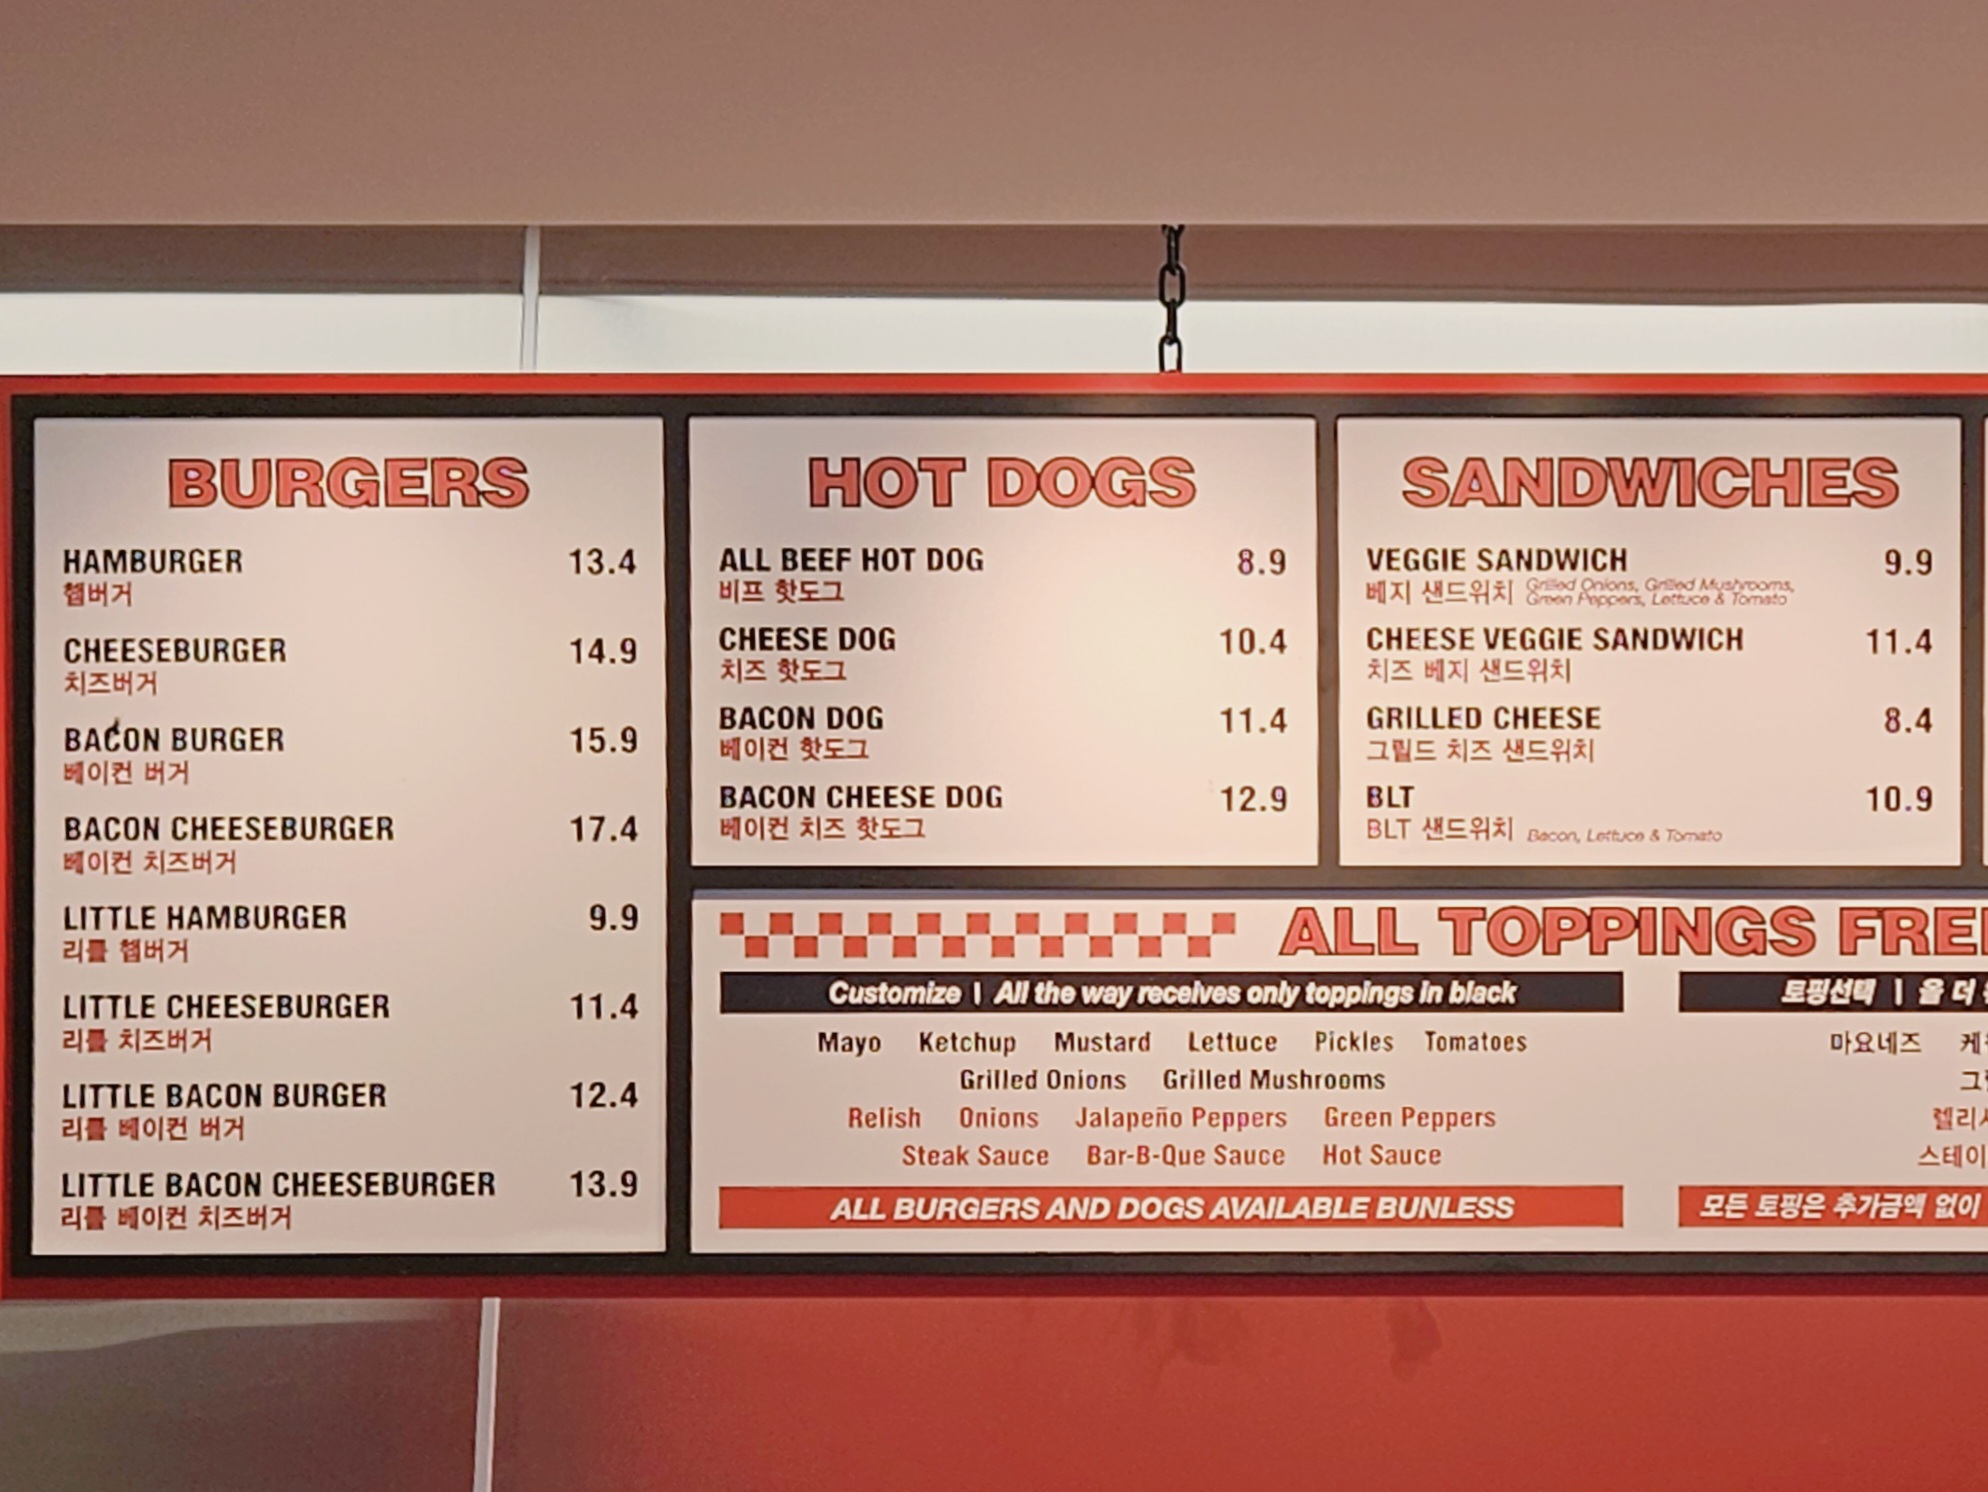 BURGERS
HAMBURGER 13.4
햄버거
CHEESEBURGER 14.9
치즈버거
BACON BURGER 15.9
베이컨 버거
BACON CHEESEBURGER 17.4
베이컨 치즈버거
LITTLE HAMBURGER 9.9
리틀 햄버거
LITTLE CHEESEBURGER 11.4
리틀 치즈버거
LITTLE BACON BURGER 12.4
리틀 베이컨 버거
LITTLE BACON CHEESEBURGER 13.9
리틀 베이컨 치즈버거
HOT DOGS
ALL BEEF HOT DOG 8.9
비프 핫도그
CHEESE DOG 10.4
치즈 핫도그
BACON DOG 11.4
베이컨 핫도그
BACON CHEESE DOG 12.9
베이컨 치즈 핫도그
SANDWICHES
VEGGIE SANDWICH 9.9
베지 샌드위치 Grilled Onions, Grilled Mushrooms,
Green Peppers, Lettuce & Tomato
CHEESE VEGGIE SANDWICH 11.4
치즈 베지 샌드위치
GRILLED CHEESE 8.4
그릴드 치즈 샌드위치
BLT 10.9
BLT 샌드위치 Bacon, Lettuce & Tomato
ALL TOPPINGS
Customize | All the way receives only toppings in black
Mayo Ketchup Mustard Lettuce Pickles Tomatoes
Grilled Onions Grilled Mushrooms
Relish Onions Jalapeño Peppers Green Peppers
Steak Sauce Bar-B-Que Sauce Hot Sauce
ALL BURGERS AND DOGS AVAILABLE BUNLESS
토핑선택 | 올 더
마요네즈
모든 토핑은 추가금액 없이